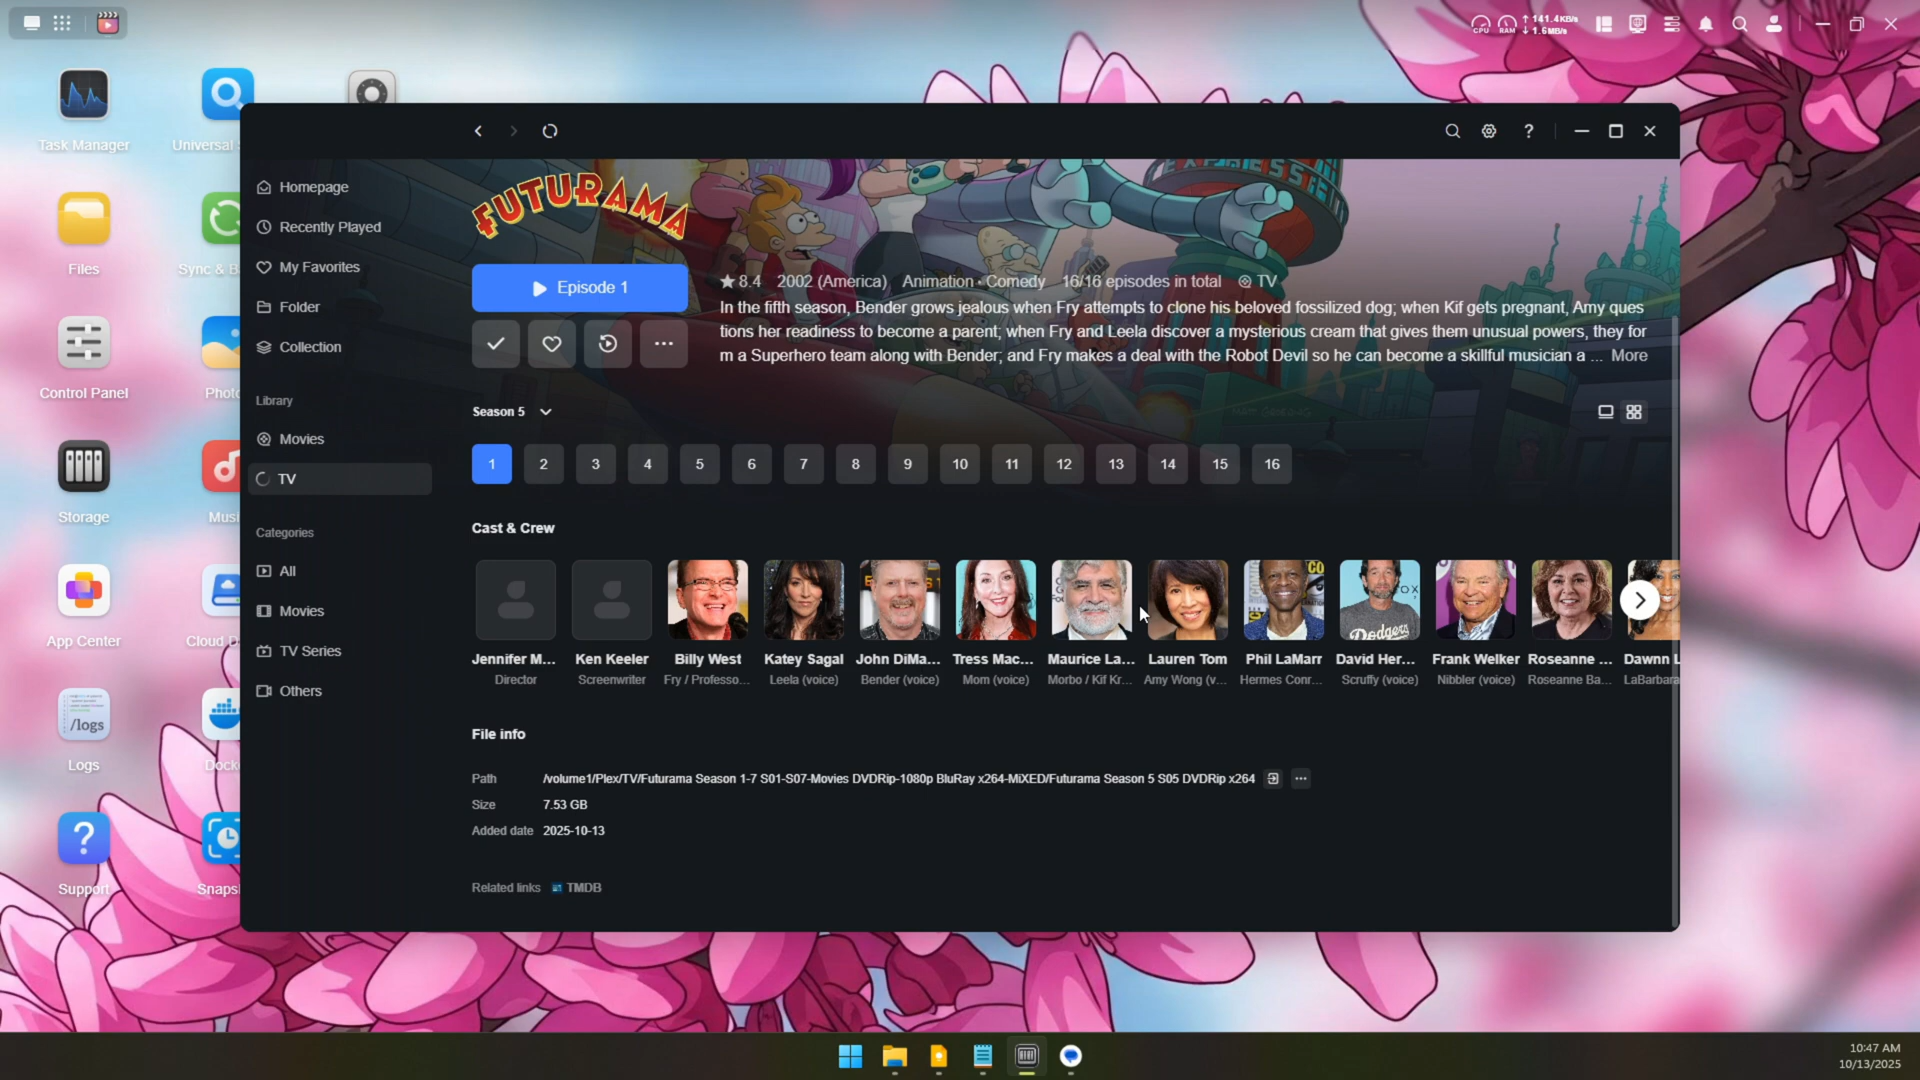 CPU
RAM
↑ 141.4KB/s
↓ 1.6MB/s
Task Manager
Universal
Files
Sync & B
Control Panel
Photo
Storage
Musi
App Center
Cloud D
/logs
Logs
Dock
Support
Snaps
Homepage
Recently Played
My Favorites
Folder
Collection
Library
Movies
TV
Categories
All
Movies
TV Series
Others
EXPRESS
FUTURAMA
Episode 1
8.4 2002 (America) Animation · Comedy 16/16 episodes in total TV
In the fifth season, Bender grows jealous when Fry attempts to clone his beloved fossilized dog; when Kif gets pregnant, Amy ques
tions her readiness to become a parent; when Fry and Leela discover a mysterious cream that gives them unusual powers, they for
m a Superhero team along with Bender; and Fry makes a deal with the Robot Devil so he can become a skillful musician a ... More
MATT GROENING
Season 5
1 2 3 4 5 6 7 8 9 10 11 12 13 14 15 16
Cast & Crew
Dodgers
Jennifer M... Ken Keeler Billy West Katey Sagal John DiMa... Tress Mac... Maurice La... Lauren Tom Phil LaMarr David Her... Frank Welker Roseanne ... Dawnn L
Director Screenwriter Fry / Professo... Leela (voice) Bender (voice) Mom (voice) Morbo / Kif Kr... Amy Wong (v... Hermes Conr... Scruffy (voice) Nibbler (voice) Roseanne Ba... LaBarbara
File info
Path /volume1/Plex/TV/Futurama Season 1-7 S01-S07-Movies DVDRip-1080p BluRay x264-MiXED/Futurama Season 5 S05 DVDRip x264
Size 7.53 GB
Added date 2025-10-13
Related links TMDB
10:47 AM
10/13/2025